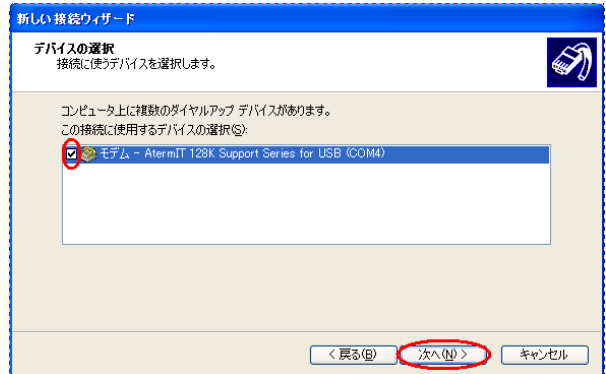 新しい接続ウィザード
デバイスの選択
接続に使うデバイスを選択します。
コンピュータ上に複数のダイヤルアップ デバイスがあります。
この接続に使用するデバイスの選択(S):
モデム - AtermIT 128K Support Series for USB (COM4)
< 戻る(B) 次へ(N) > キャンセル